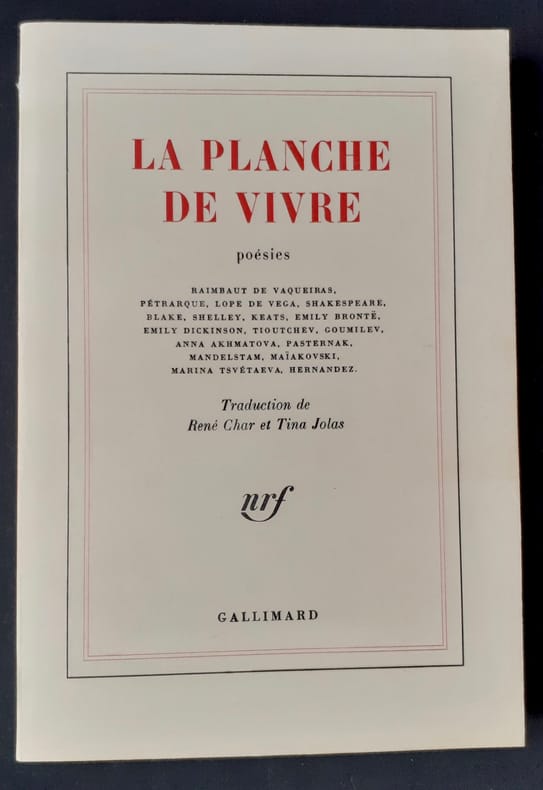 LA PLANCHE
DE VIVRE
poésies
RAIMBAUT DE VAQUEIRAS,
PÉTRARQUE, LOPE DE VEGA, SHAKESPEARE,
BLAKE, SHELLEY, KEATS, EMILY BRONTË,
EMILY DICKINSON, TIOUTCHEV, GOUMILEV,
ANNA AKHMATOVA, PASTERNAK,
MANDELSTAM, MAÏAKOVSKI,
MARINA TSVÉTAEVA, HERNANDEZ.
Traduction de
René Char et Tina Jolas
nrf
GALLIMARD